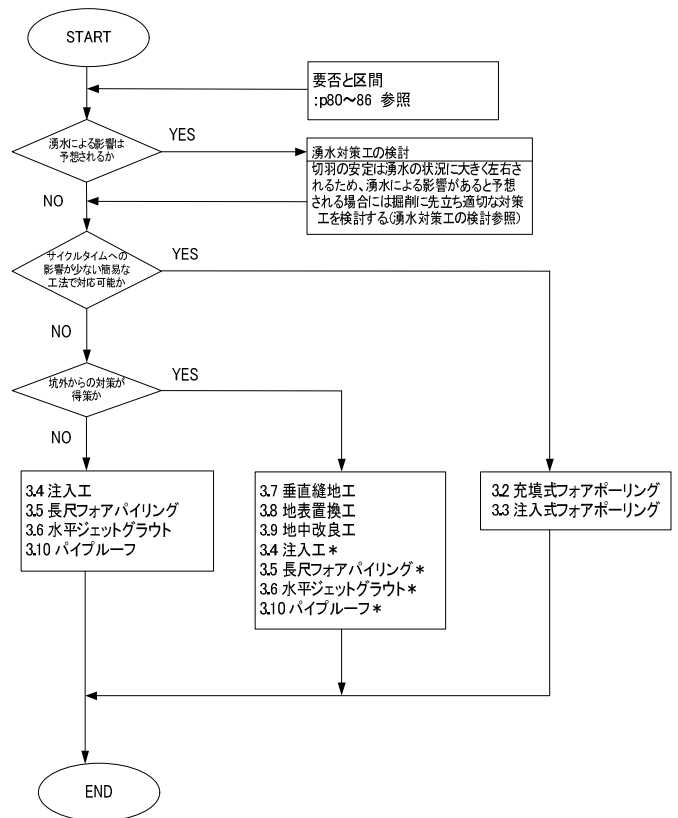 START
要否と区間
:p80～86 参照
湧水による影響は
予想されるか
YES
湧水対策工の検討
切羽の安定は湧水の状況に大きく左右さ
れるため、湧水による影響があると予想
される場合には掘削に先立ち適切な対策
工を検討する.(湧水対策工の検討参照)
NO
サイクルタイムへの
影響が少ない簡易な
工法で対応可能か
YES
NO
坑外からの対策が
得策か
YES
NO
3.4 注入工
3.5 長尺フォアパイリング
3.6 水平ジェットグラウト
3.10 パイプルーフ
3.7 垂直縫地工
3.8 地表置換工
3.9 地中改良工
3.4 注入工＊
3.5 長尺フォアパイリング＊
3.6 水平ジェットグラウト＊
3.10 パイプルーフ＊
3.2 充填式フォアポーリング
3.3 注入式フォアポーリング
END